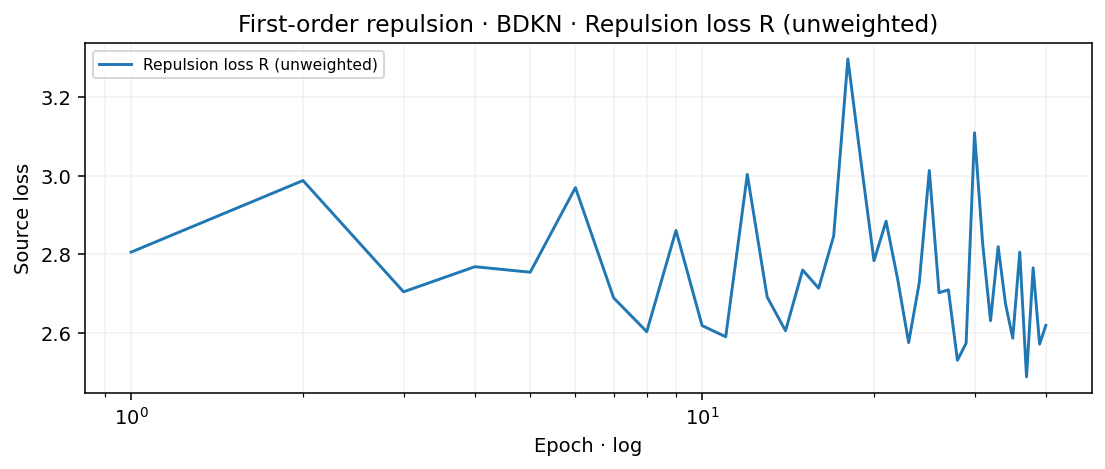 First-order repulsion · BDKN · Repulsion loss R (unweighted)
Repulsion loss R (unweighted)
Source loss
3.2
3.0
2.8
2.6
10⁰
10¹
Epoch · log